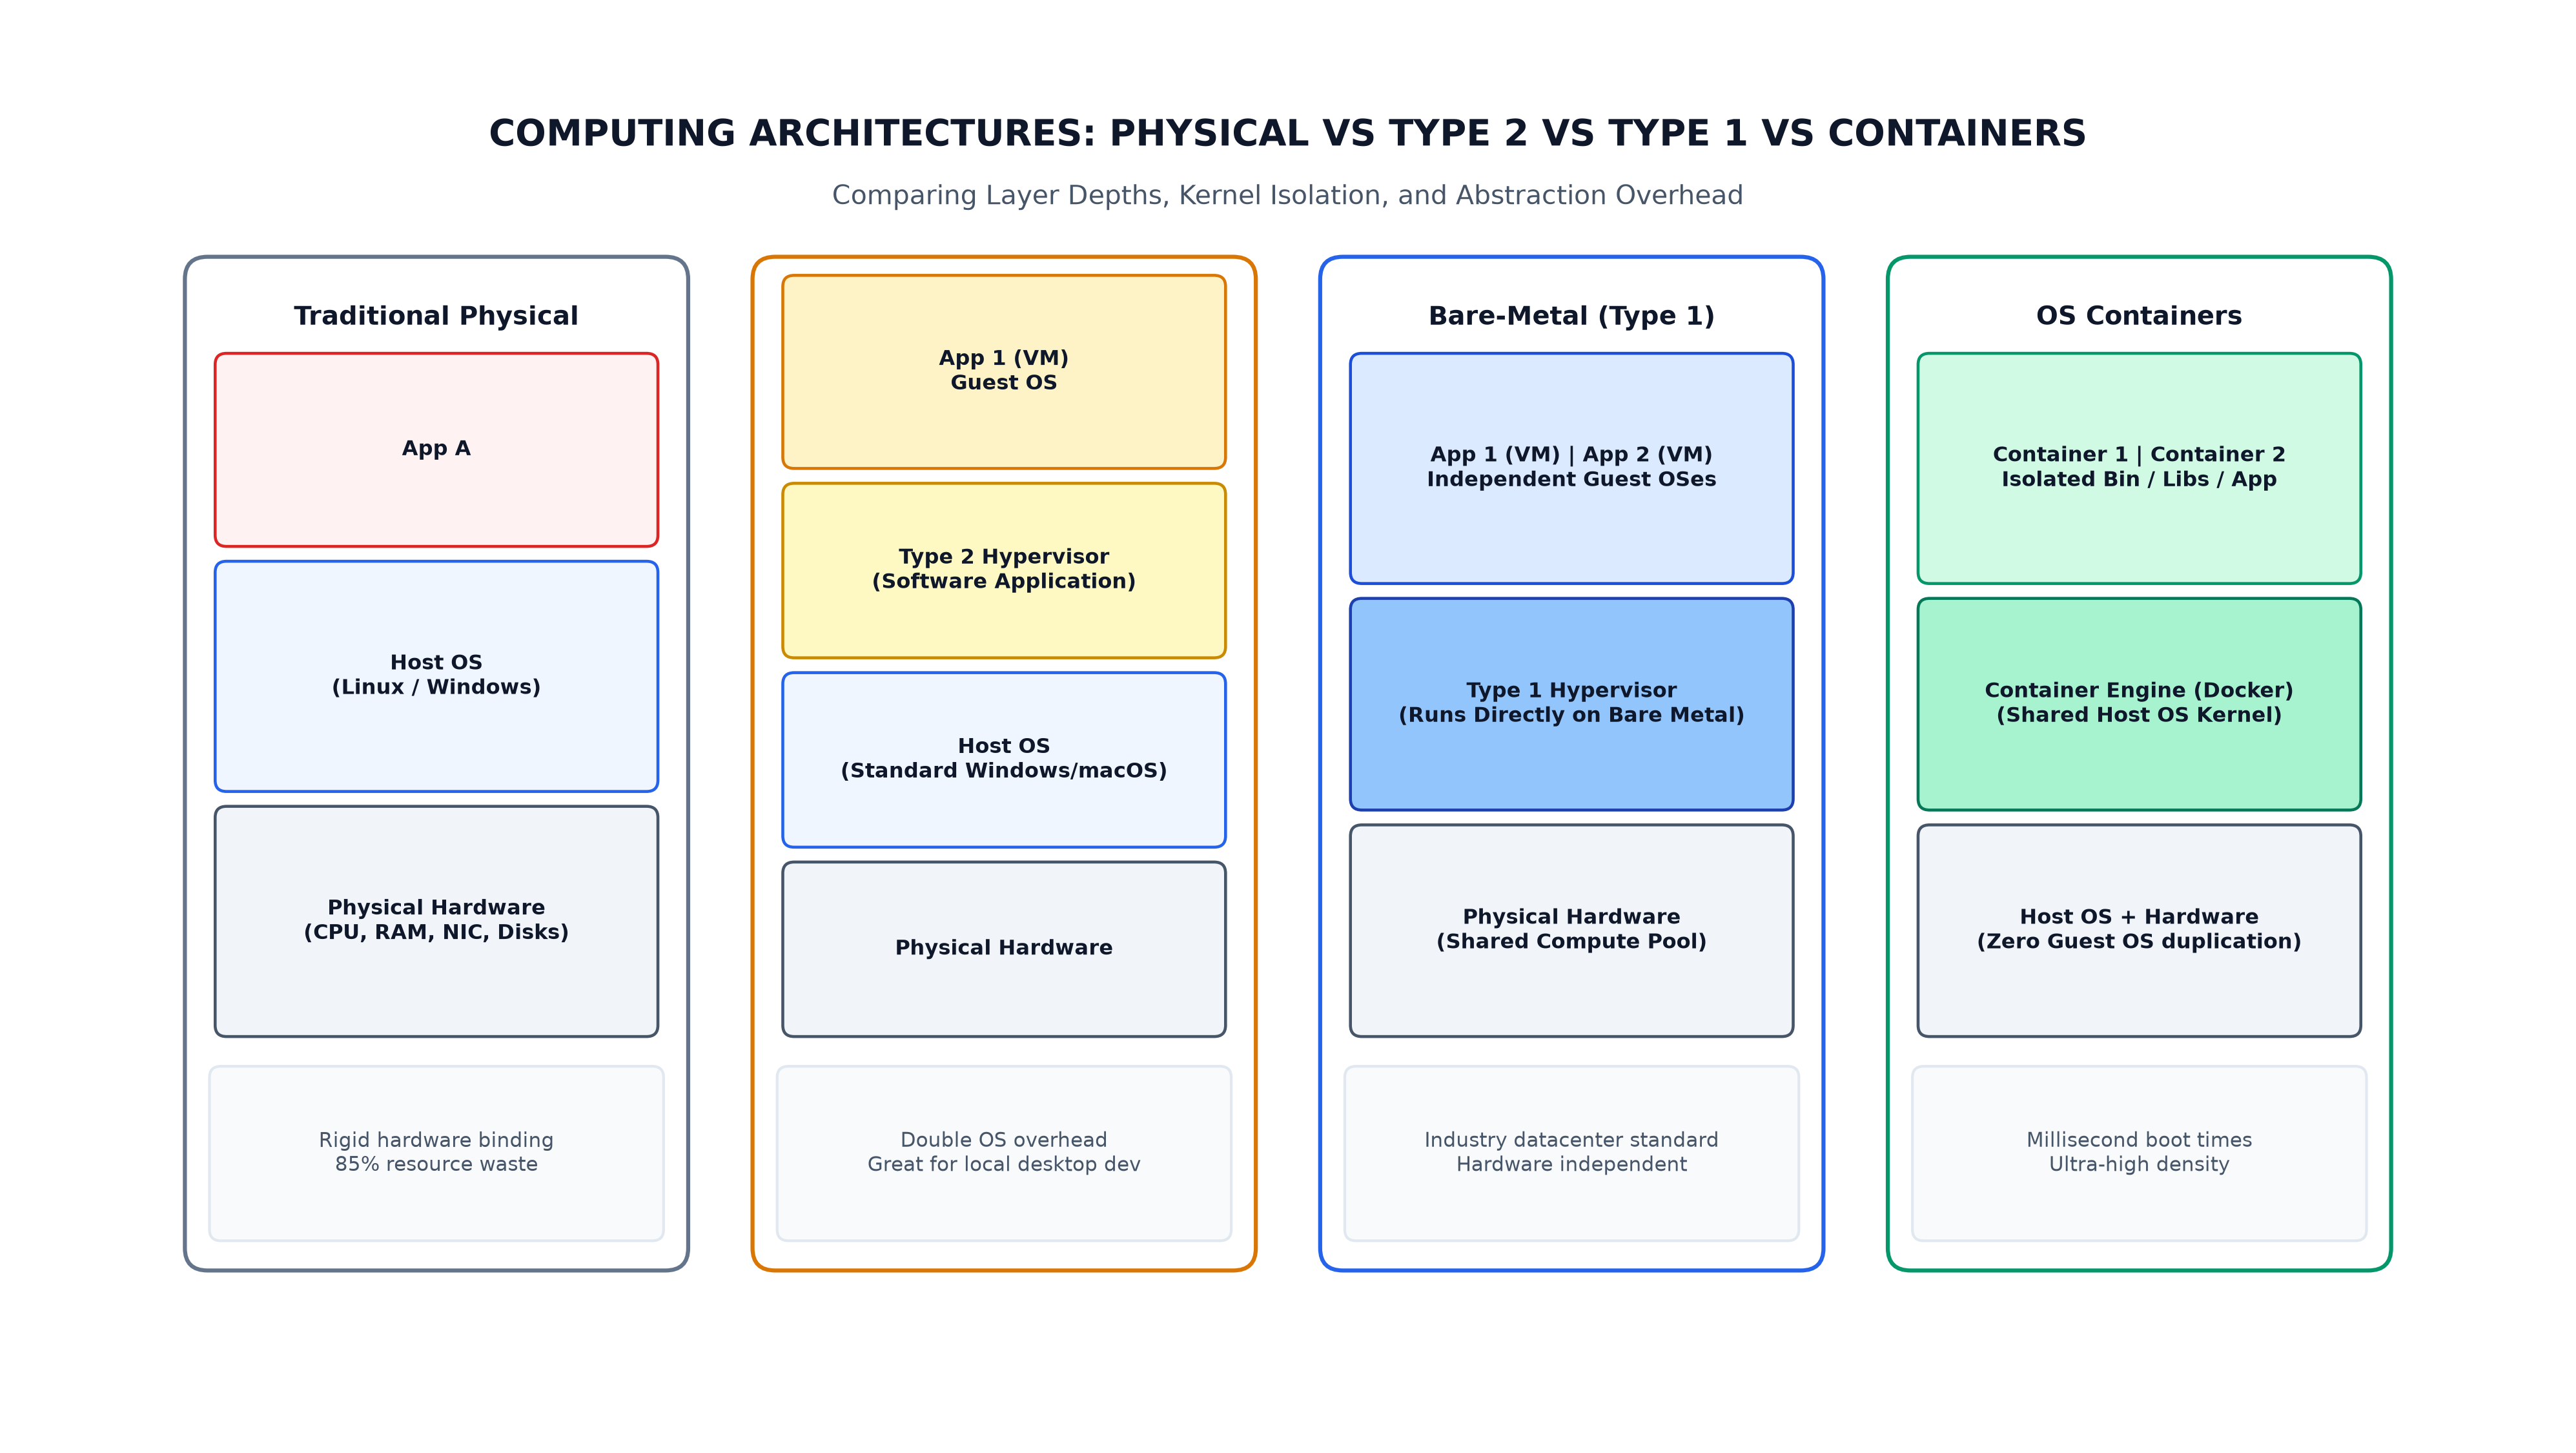 COMPUTING ARCHITECTURES: PHYSICAL VS TYPE 2 VS TYPE 1 VS CONTAINERS
Comparing Layer Depths, Kernel Isolation, and Abstraction Overhead
Traditional Physical
App A
Host OS
(Linux / Windows)
Physical Hardware
(CPU, RAM, NIC, Disks)
Rigid hardware binding
85% resource waste
App 1 (VM)
Guest OS
Type 2 Hypervisor
(Software Application)
Host OS
(Standard Windows/macOS)
Physical Hardware
Double OS overhead
Great for local desktop dev
Bare-Metal (Type 1)
App 1 (VM) | App 2 (VM)
Independent Guest OSes
Type 1 Hypervisor
(Runs Directly on Bare Metal)
Physical Hardware
(Shared Compute Pool)
Industry datacenter standard
Hardware independent
OS Containers
Container 1 | Container 2
Isolated Bin / Libs / App
Container Engine (Docker)
(Shared Host OS Kernel)
Host OS + Hardware
(Zero Guest OS duplication)
Millisecond boot times
Ultra-high density